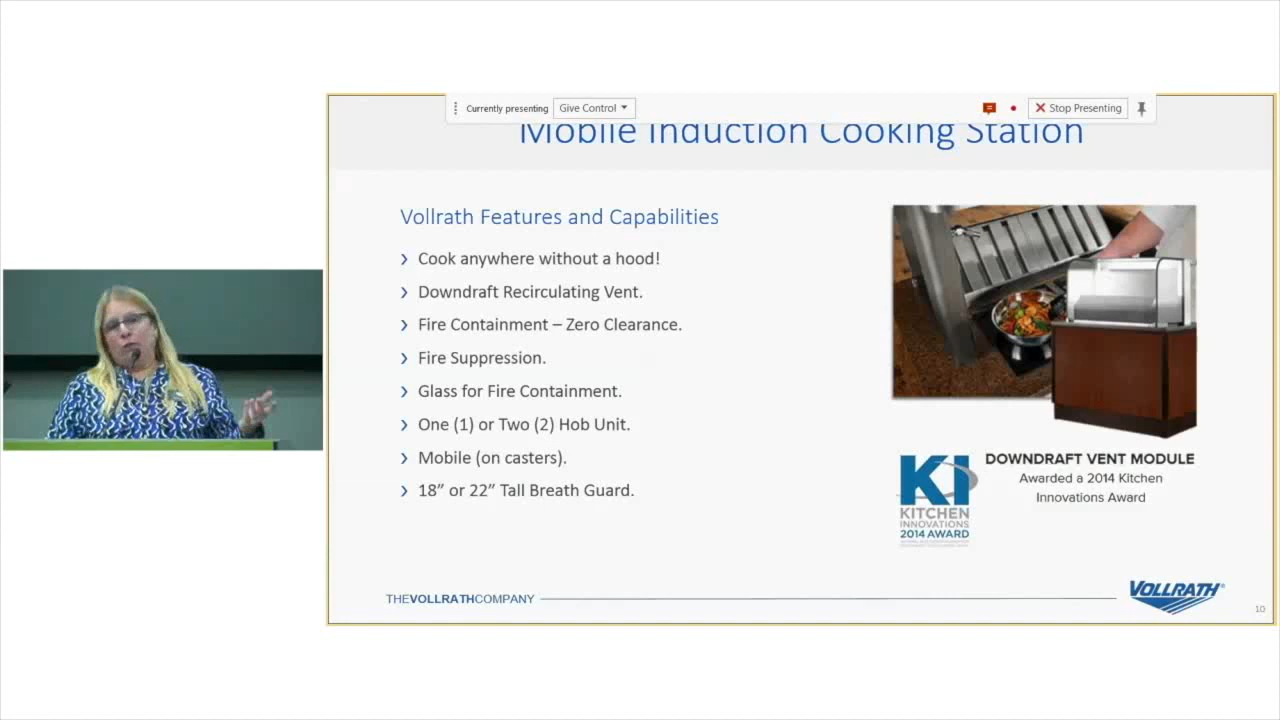 Currently presenting Give Control Stop Presenting
Mobile Induction Cooking Station
Vollrath Features and Capabilities
Cook anywhere without a hood!
Downdraft Recirculating Vent.
Fire Containment – Zero Clearance.
Fire Suppression.
Glass for Fire Containment.
One (1) or Two (2) Hob Unit.
Mobile (on casters).
18” or 22” Tall Breath Guard.
KI
KITCHEN
INNOVATIONS
2014 AWARD
DOWNDRAFT VENT MODULE
Awarded a 2014 Kitchen
Innovations Award
THEVOLLRATHCOMPANY
VOLLRATH®
10